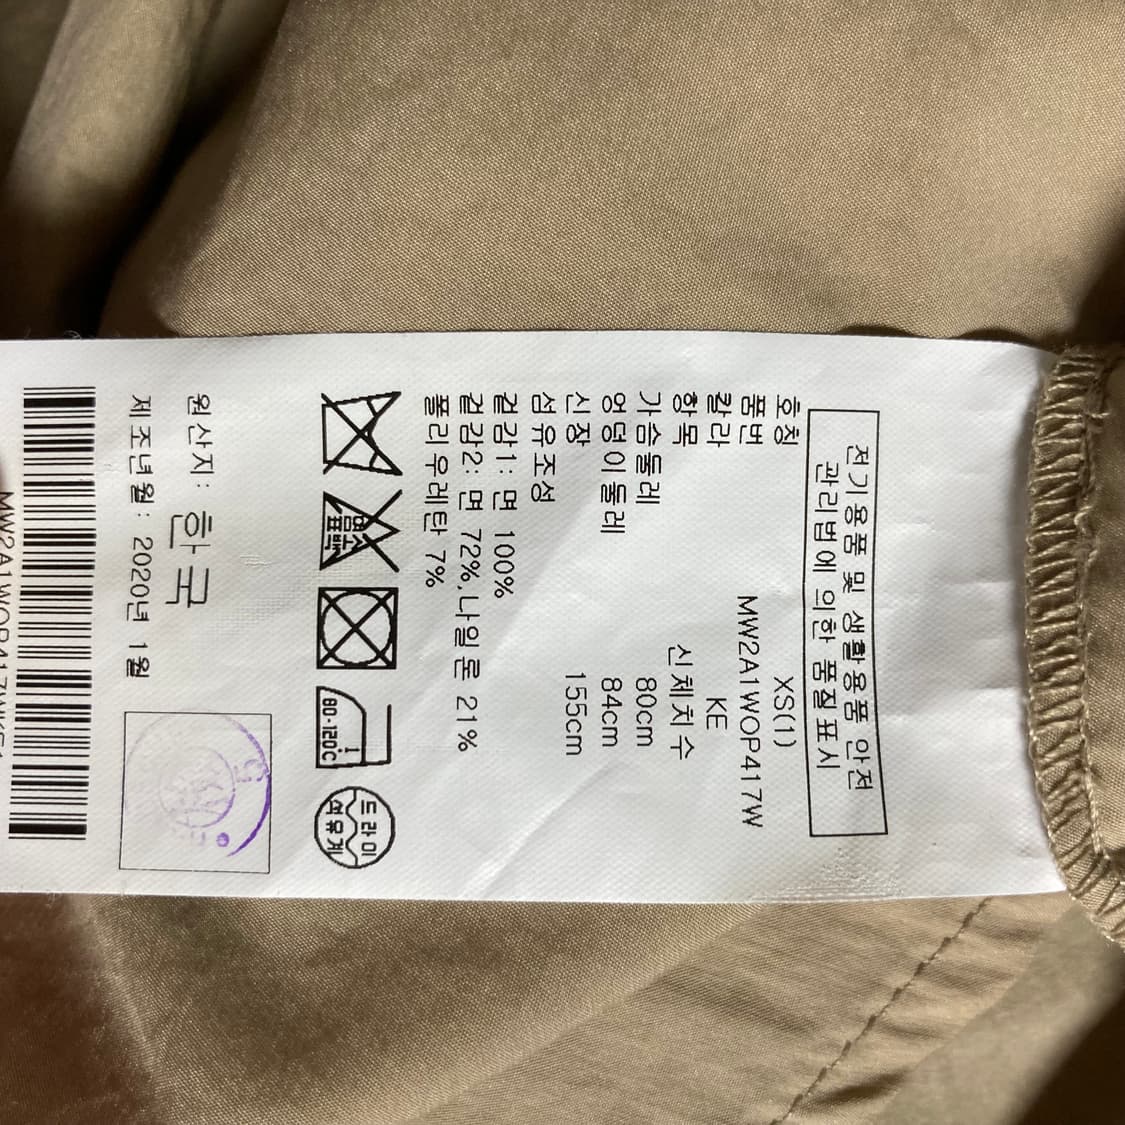 전기용품 및 생활용품 안전
관리법에 의한 품질 표시
호칭 XS(1)
품번 MW2A1WOP417W
칼라 KE
항목 신체치수
가슴둘레 80cm
엉덩이둘레 84cm
신장 155cm
섬유조성
겉감1: 면 100%
겉감2: 면 72%,나일론 21%
폴리우레탄 7%
염소
표백
80-120℃
드라이
석유계
원산지: 한국
제조년월: 2020년 1월